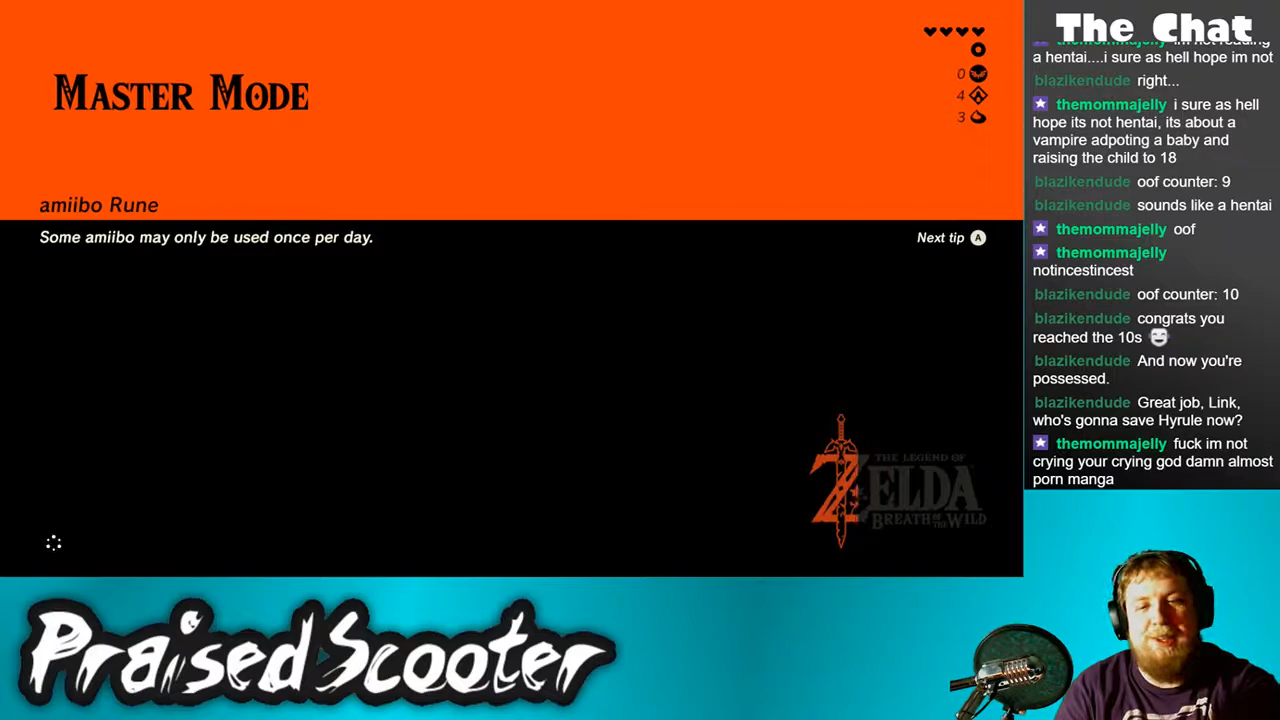 Master Mode
0
4
3
amiibo Rune
Some amiibo may only be used once per day.
Next tip A
THE LEGEND OF
ZELDA
BREATH OF THE WILD
PraisedScooter
The Chat
themommajelly im not reading
a hentai....i sure as hell hope im not
blazikendude right...
themommajelly i sure as hell
hope its not hentai, its about a
vampire adpoting a baby and
raising the child to 18
blazikendude oof counter: 9
blazikendude sounds like a hentai
themommajelly oof
themommajelly
notincestincest
blazikendude oof counter: 10
blazikendude congrats you
reached the 10s
blazikendude And now you're
possessed.
blazikendude Great job, Link,
who's gonna save Hyrule now?
themommajelly fuck im not
crying your crying god damn almost
porn manga